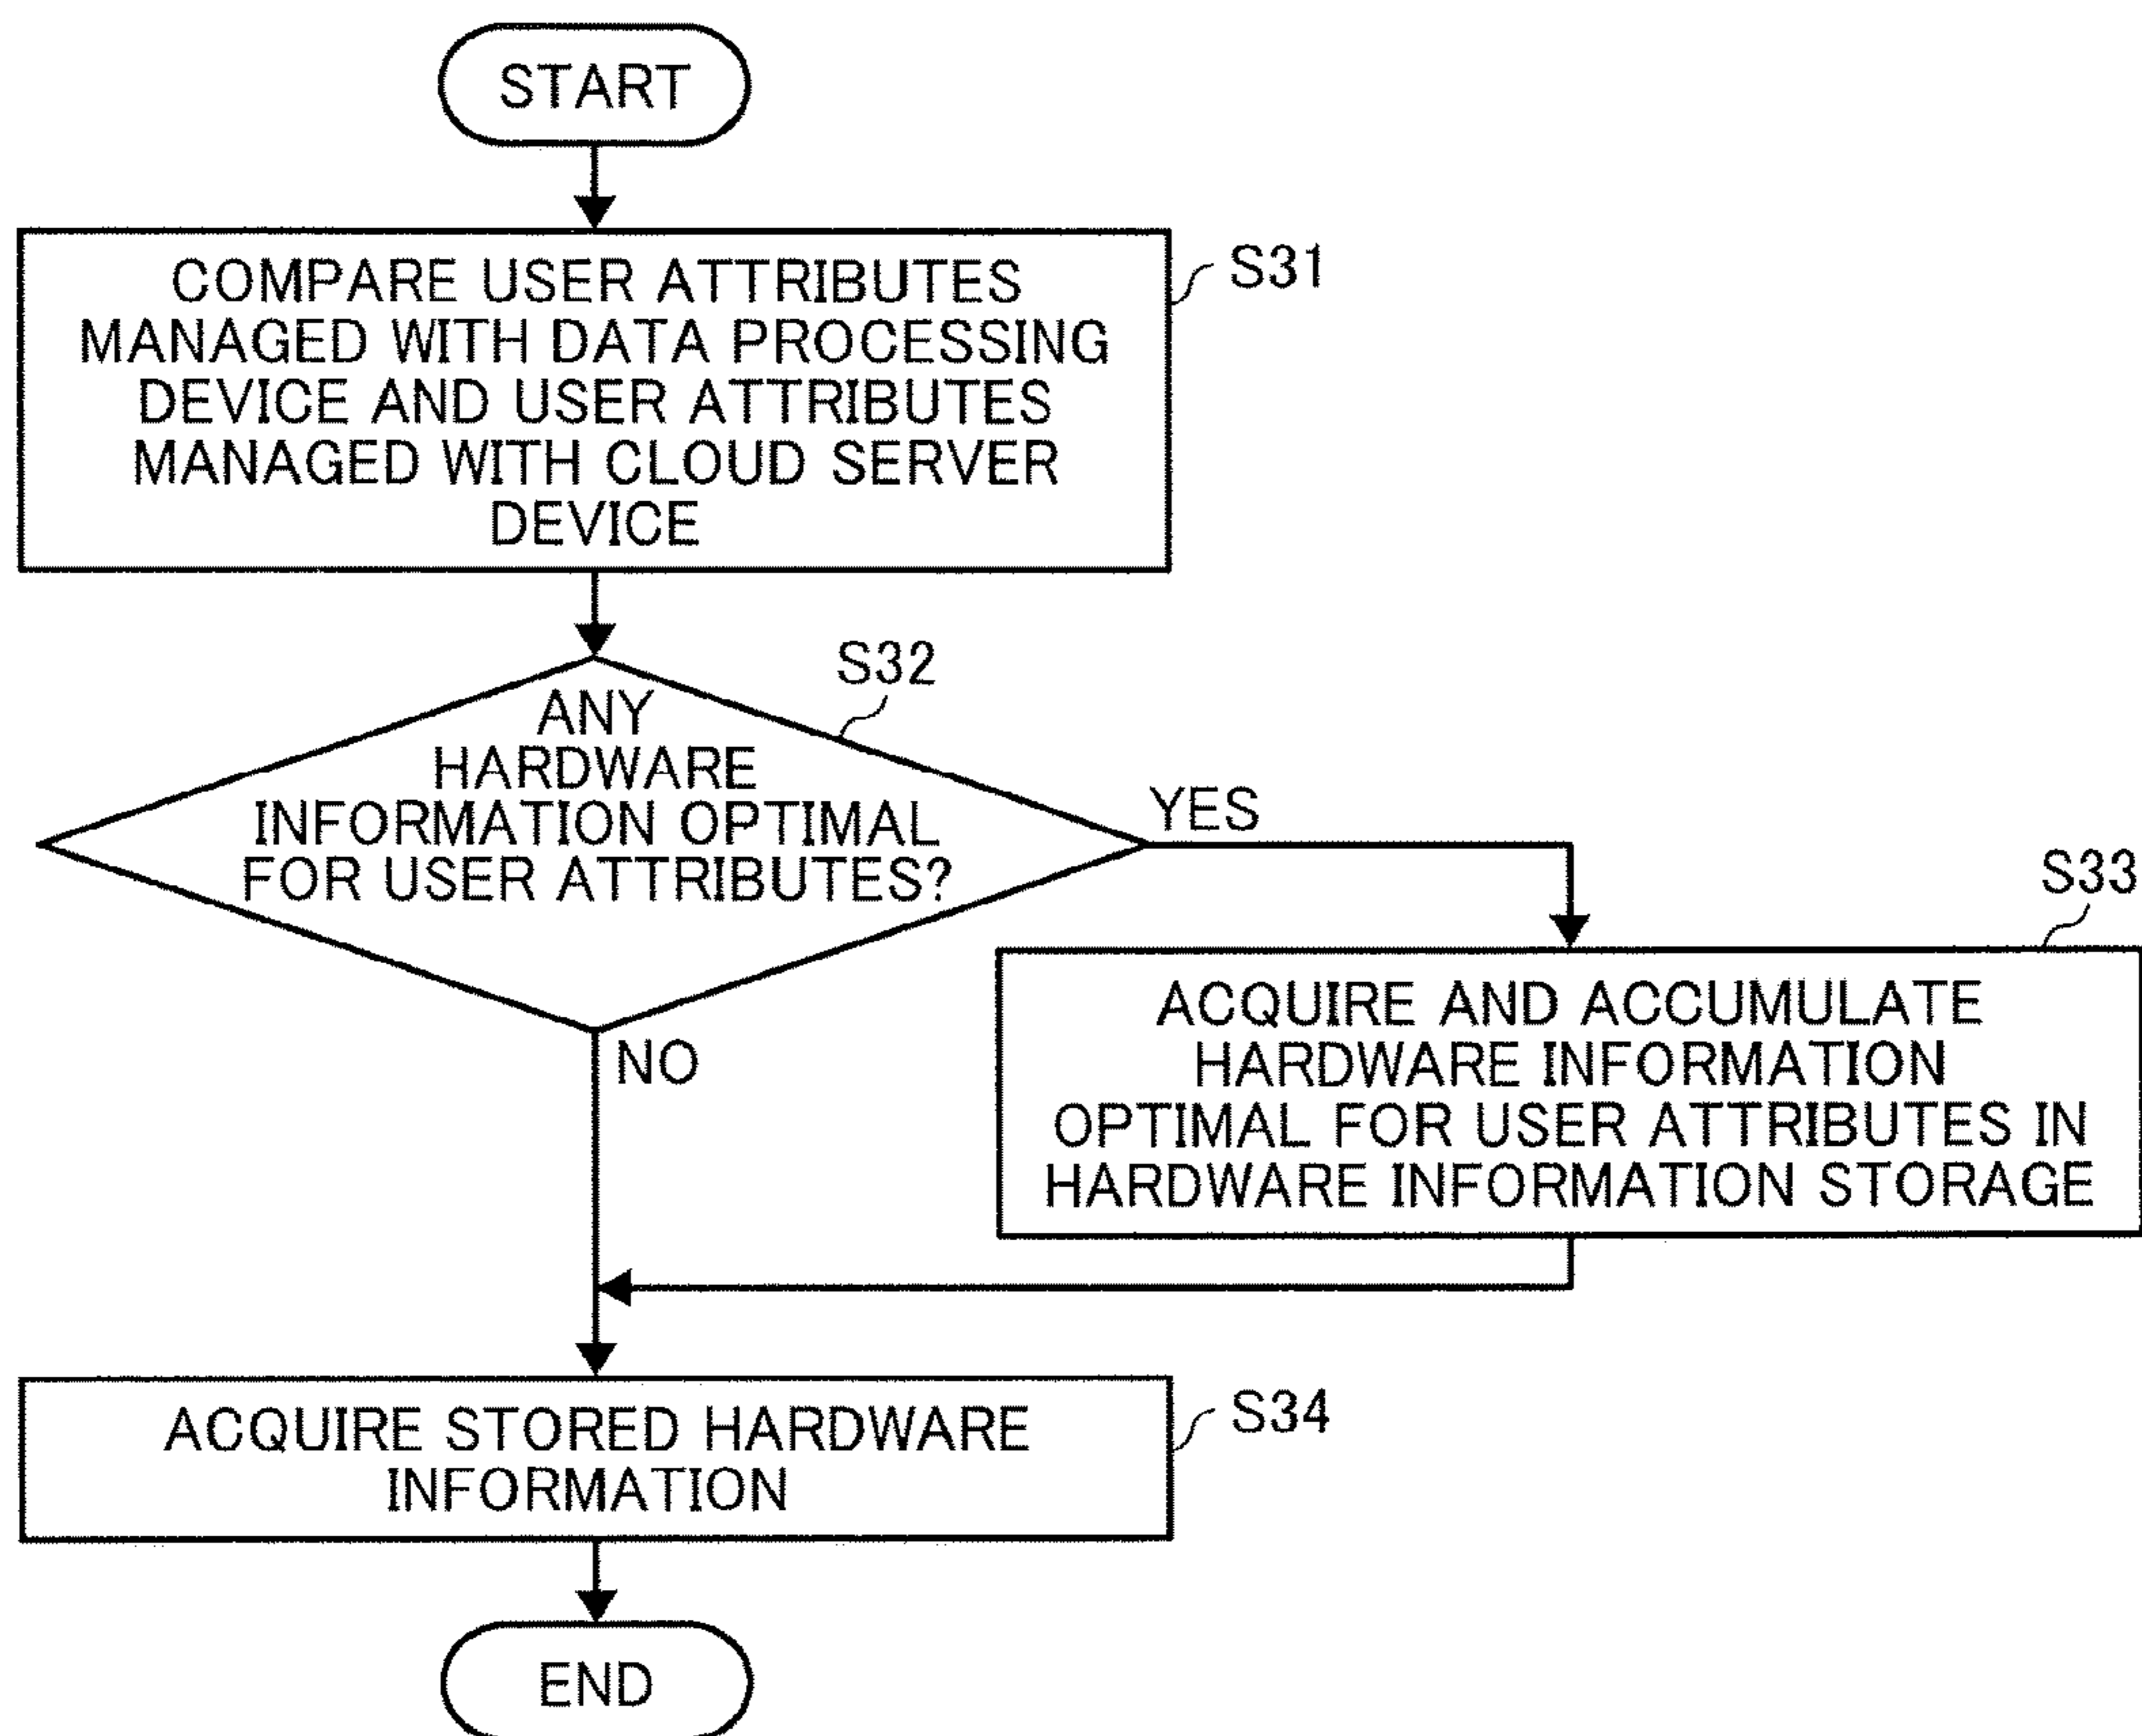 START
COMPARE USER ATTRIBUTES
MANAGED WITH DATA PROCESSING
DEVICE AND USER ATTRIBUTES
MANAGED WITH CLOUD SERVER
DEVICE
S31
S32
ANY
HARDWARE
INFORMATION OPTIMAL
FOR USER ATTRIBUTES?
YES
NO
S33
ACQUIRE AND ACCUMULATE
HARDWARE INFORMATION
OPTIMAL FOR USER ATTRIBUTES IN
HARDWARE INFORMATION STORAGE
ACQUIRE STORED HARDWARE
INFORMATION
S34
END